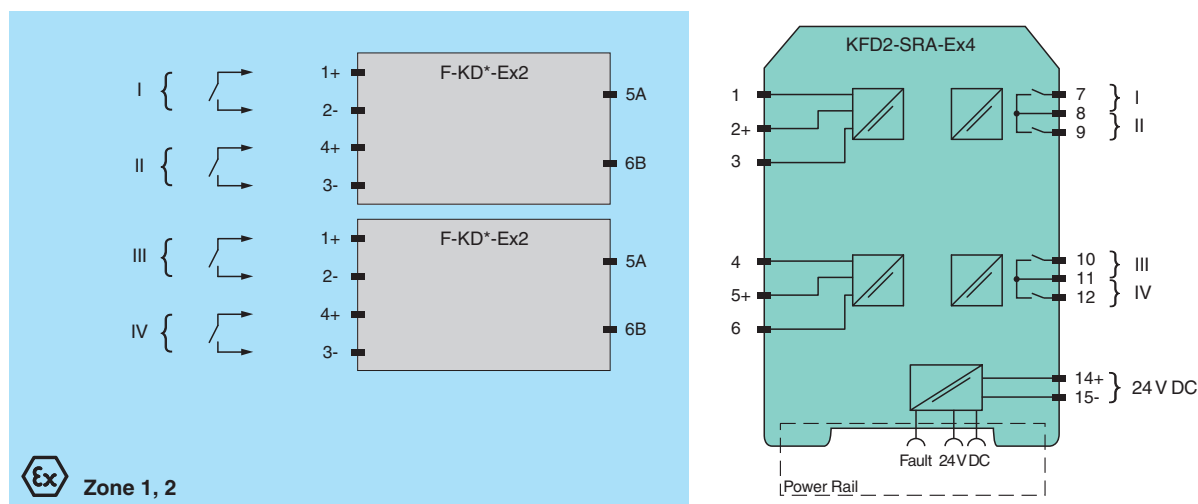 F-KD*-Ex2
I
1+
2-
5A
II
4+
3-
6B
F-KD*-Ex2
III
1+
2-
5A
IV
4+
3-
6B
Ex Zone 1, 2
KFD2-SRA-Ex4
1
2+
3
7
8
9
I
II
4
5+
6
10
11
12
III
IV
14+
15-
24 V DC
Fault 24 V DC
Power Rail